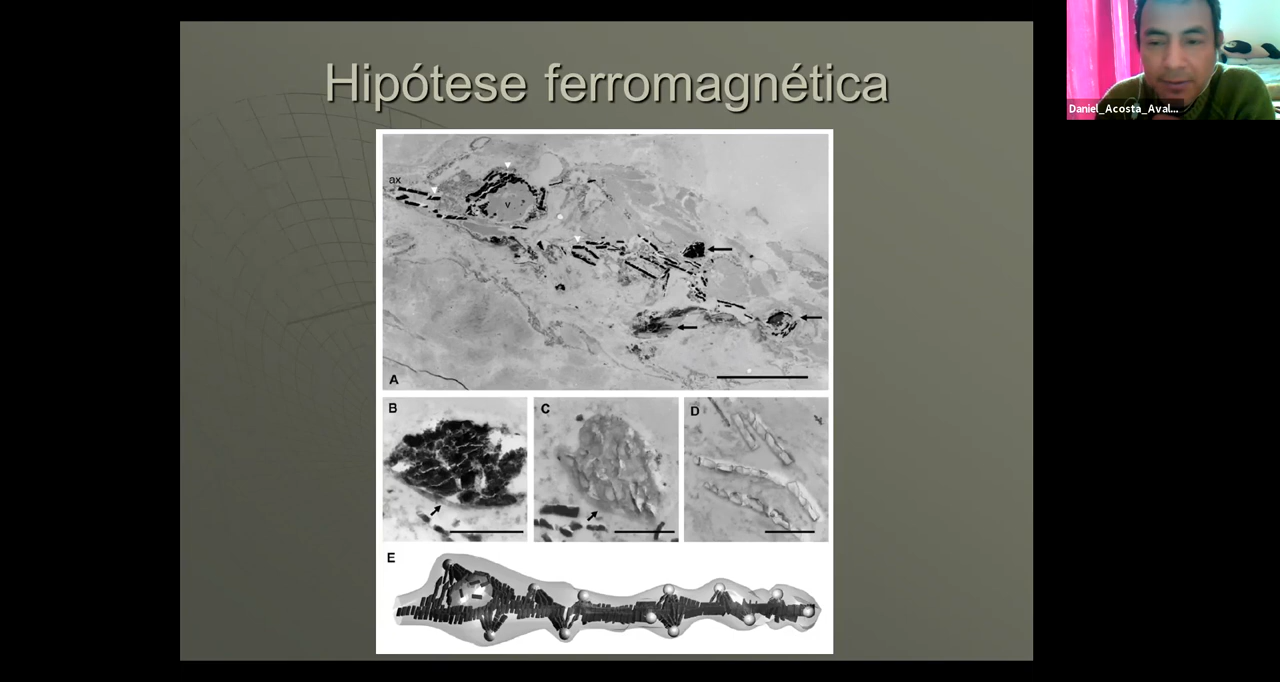 Hipótese ferromagnética
Daniel_Acosta_Aval...
ax
v
A
B
C
D
E